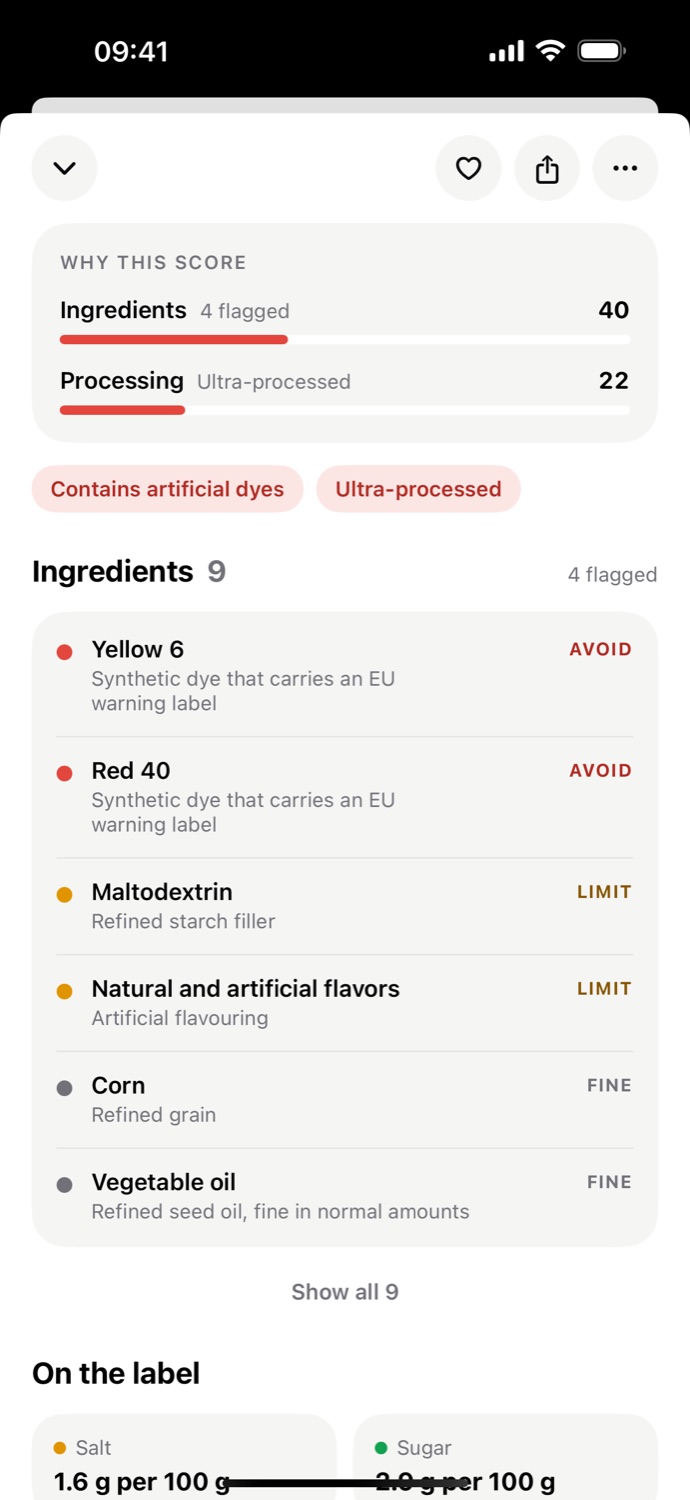 09:41
WHY THIS SCORE
Ingredients 4 flagged 40
Processing Ultra-processed 22
Contains artificial dyes Ultra-processed
Ingredients 9 4 flagged
Yellow 6 AVOID
Synthetic dye that carries an EU
warning label
Red 40 AVOID
Synthetic dye that carries an EU
warning label
Maltodextrin LIMIT
Refined starch filler
Natural and artificial flavors LIMIT
Artificial flavouring
Corn FINE
Refined grain
Vegetable oil FINE
Refined seed oil, fine in normal amounts
Show all 9
On the label
Salt Sugar
1.6 g per 100 g 2.9 g per 100 g